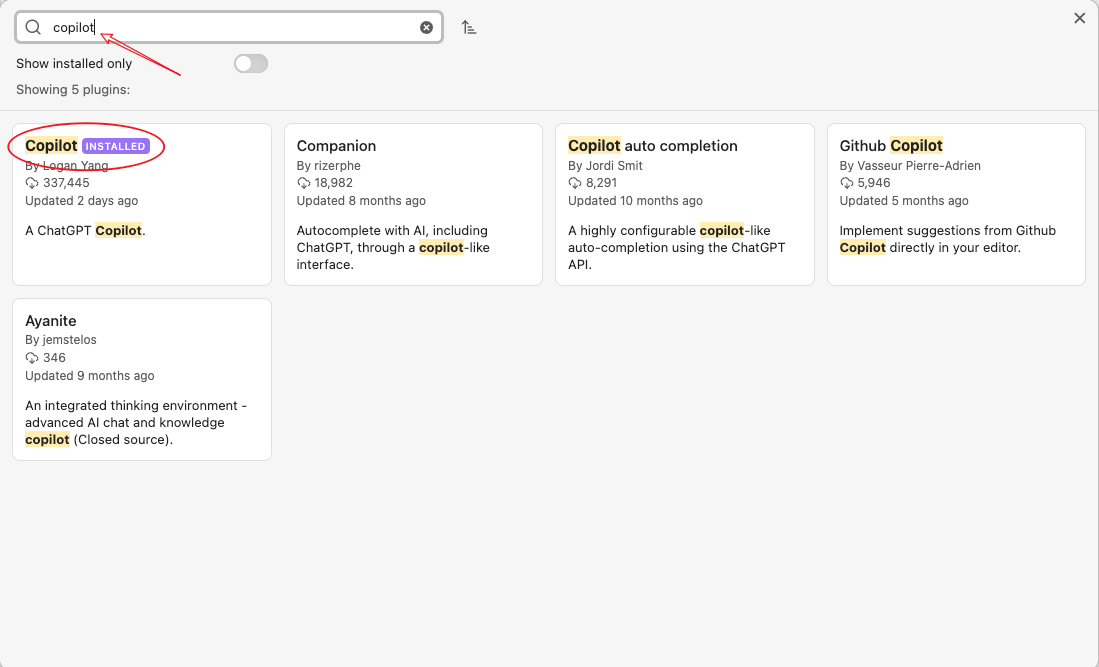 copilot
Show installed only
Showing 5 plugins:
Copilot INSTALLED
By Logan Yang
337,445
Updated 2 days ago
A ChatGPT Copilot.
Companion
By rizerphe
18,982
Updated 8 months ago
Autocomplete with AI, including
ChatGPT, through a copilot-like
interface.
Copilot auto completion
By Jordi Smit
8,291
Updated 10 months ago
A highly configurable copilot-like
auto-completion using the ChatGPT
API.
Github Copilot
By Vasseur Pierre-Adrien
5,946
Updated 5 months ago
Implement suggestions from Github
Copilot directly in your editor.
Ayanite
By jemstelos
346
Updated 9 months ago
An integrated thinking environment -
advanced AI chat and knowledge
copilot (Closed source).